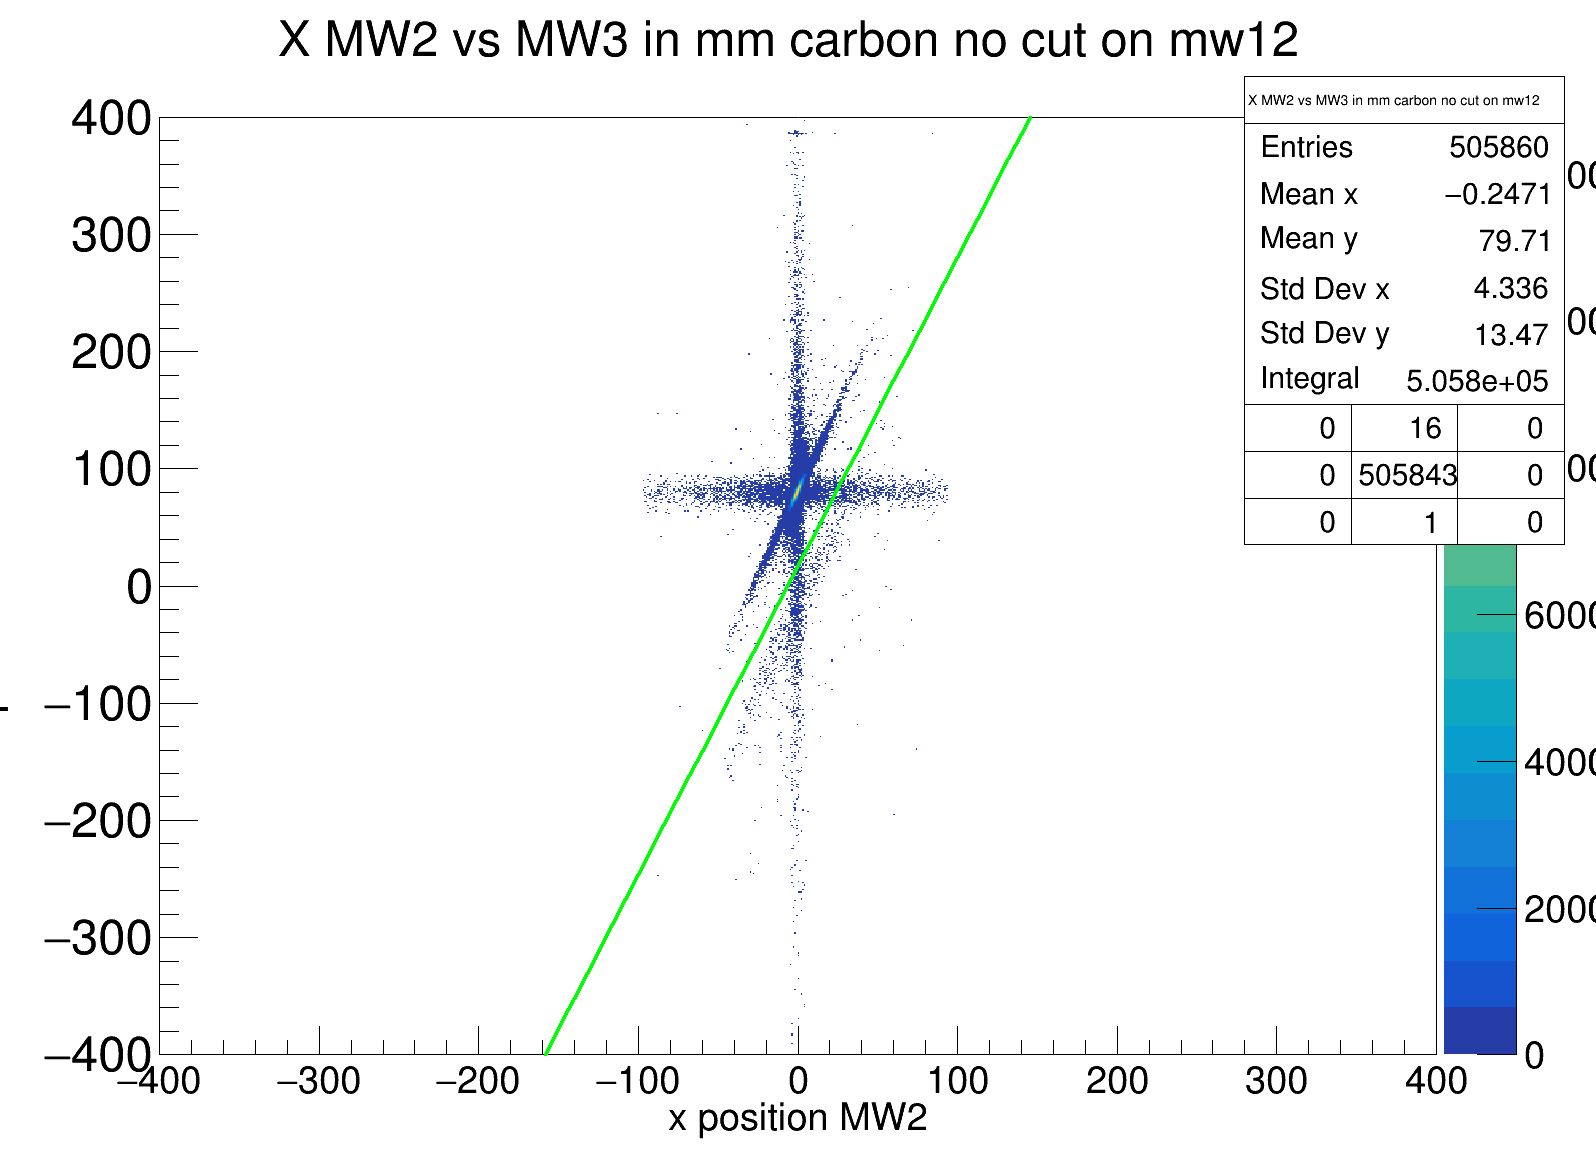 X MW2 vs MW3 in mm carbon no cut on mw12
X MW2 vs MW3 in mm carbon no cut on mw12
Entries 505860
Mean x −0.2471
Mean y 79.71
Std Dev x 4.336
Std Dev y 13.47
Integral 5.058e+05
0 16 0
0 505843 0
0 1 0
400
300
200
100
0
−100
−200
−300
−400
−400 −300 −200 −100 0 100 200 300 400
x position MW2
00
00
00
6000
4000
2000
0